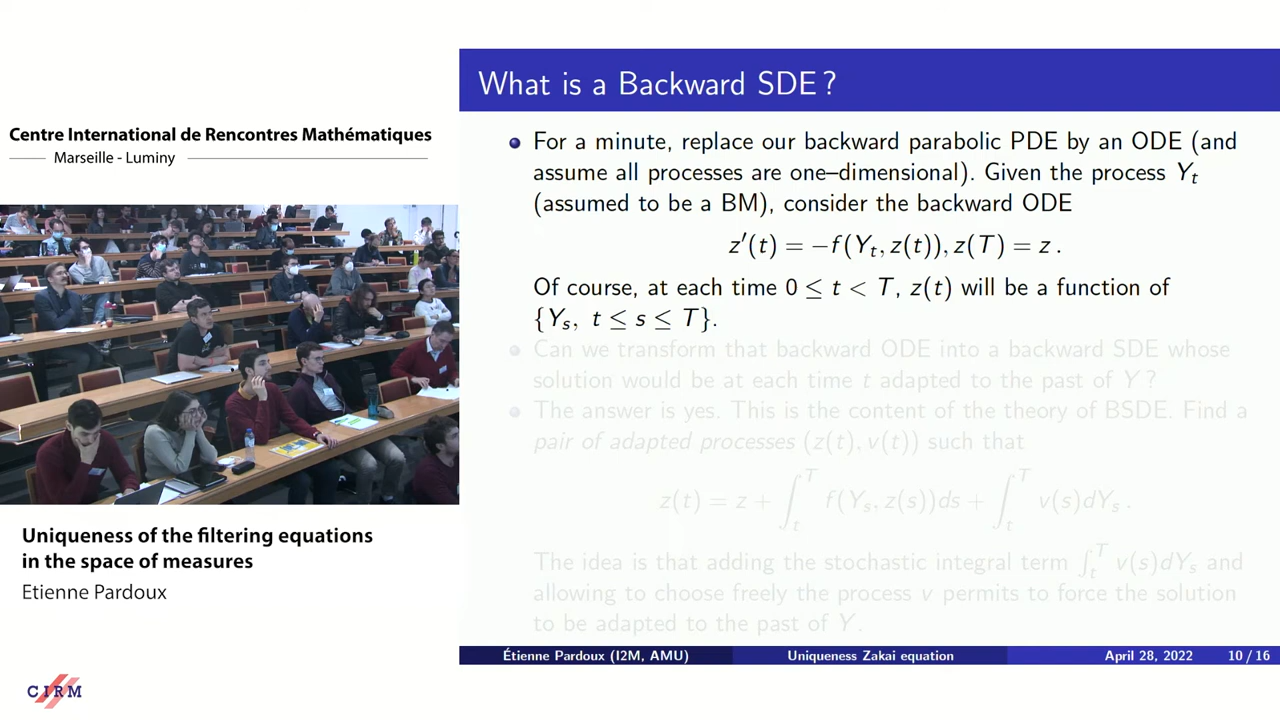 Centre International de Rencontres Mathématiques
Marseille - Luminy
Uniqueness of the filtering equations
in the space of measures
Etienne Pardoux
CIRM
What is a Backward SDE ?
For a minute, replace our backward parabolic PDE by an ODE (and
assume all processes are one–dimensional). Given the process Y_t
(assumed to be a BM), consider the backward ODE
z′(t) = −f(Y_t, z(t)), z(T) = z .
Of course, at each time 0 ≤ t < T, z(t) will be a function of
{Y_s, t ≤ s ≤ T}.
Can we transform that backward ODE into a backward SDE whose
solution would be at each time t adapted to the past of Y ?
The answer is yes. This is the content of the theory of BSDE. Find a
pair of adapted processes (z(t), v(t)) such that
z(t) = z + ∫_t^T f(Y_s, z(s))ds + ∫_t^T v(s)dY_s .
The idea is that adding the stochastic integral term ∫_t^T v(s)dY_s and
allowing to choose freely the process v permits to force the solution
to be adapted to the past of Y.
Étienne Pardoux (I2M, AMU) Uniqueness Zakai equation April 28, 2022 10 / 16